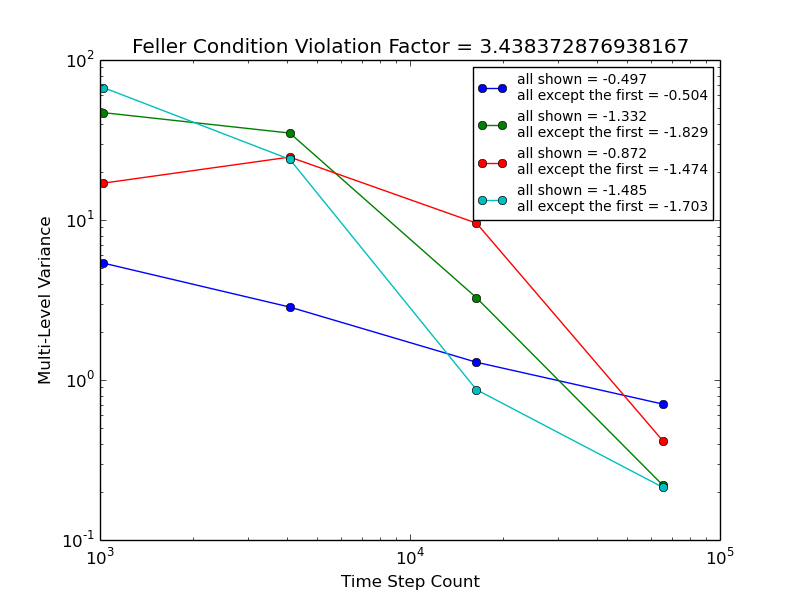 Feller Condition Violation Factor = 3.438372876938167
10^2
10^1
10^0
10^-1
Multi-Level Variance
all shown = -0.497
all except the first = -0.504
all shown = -1.332
all except the first = -1.829
all shown = -0.872
all except the first = -1.474
all shown = -1.485
all except the first = -1.703
10^3
10^4
10^5
Time Step Count